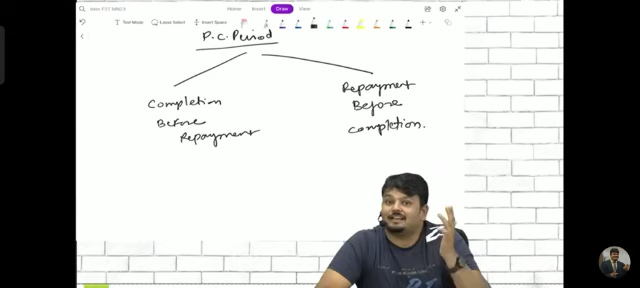 Home
Insert
Draw
View
Text Mode
Lasso Select
Insert Space
P.C. Period
Completion
Before
Repayment
Repayment
Before
Completion.